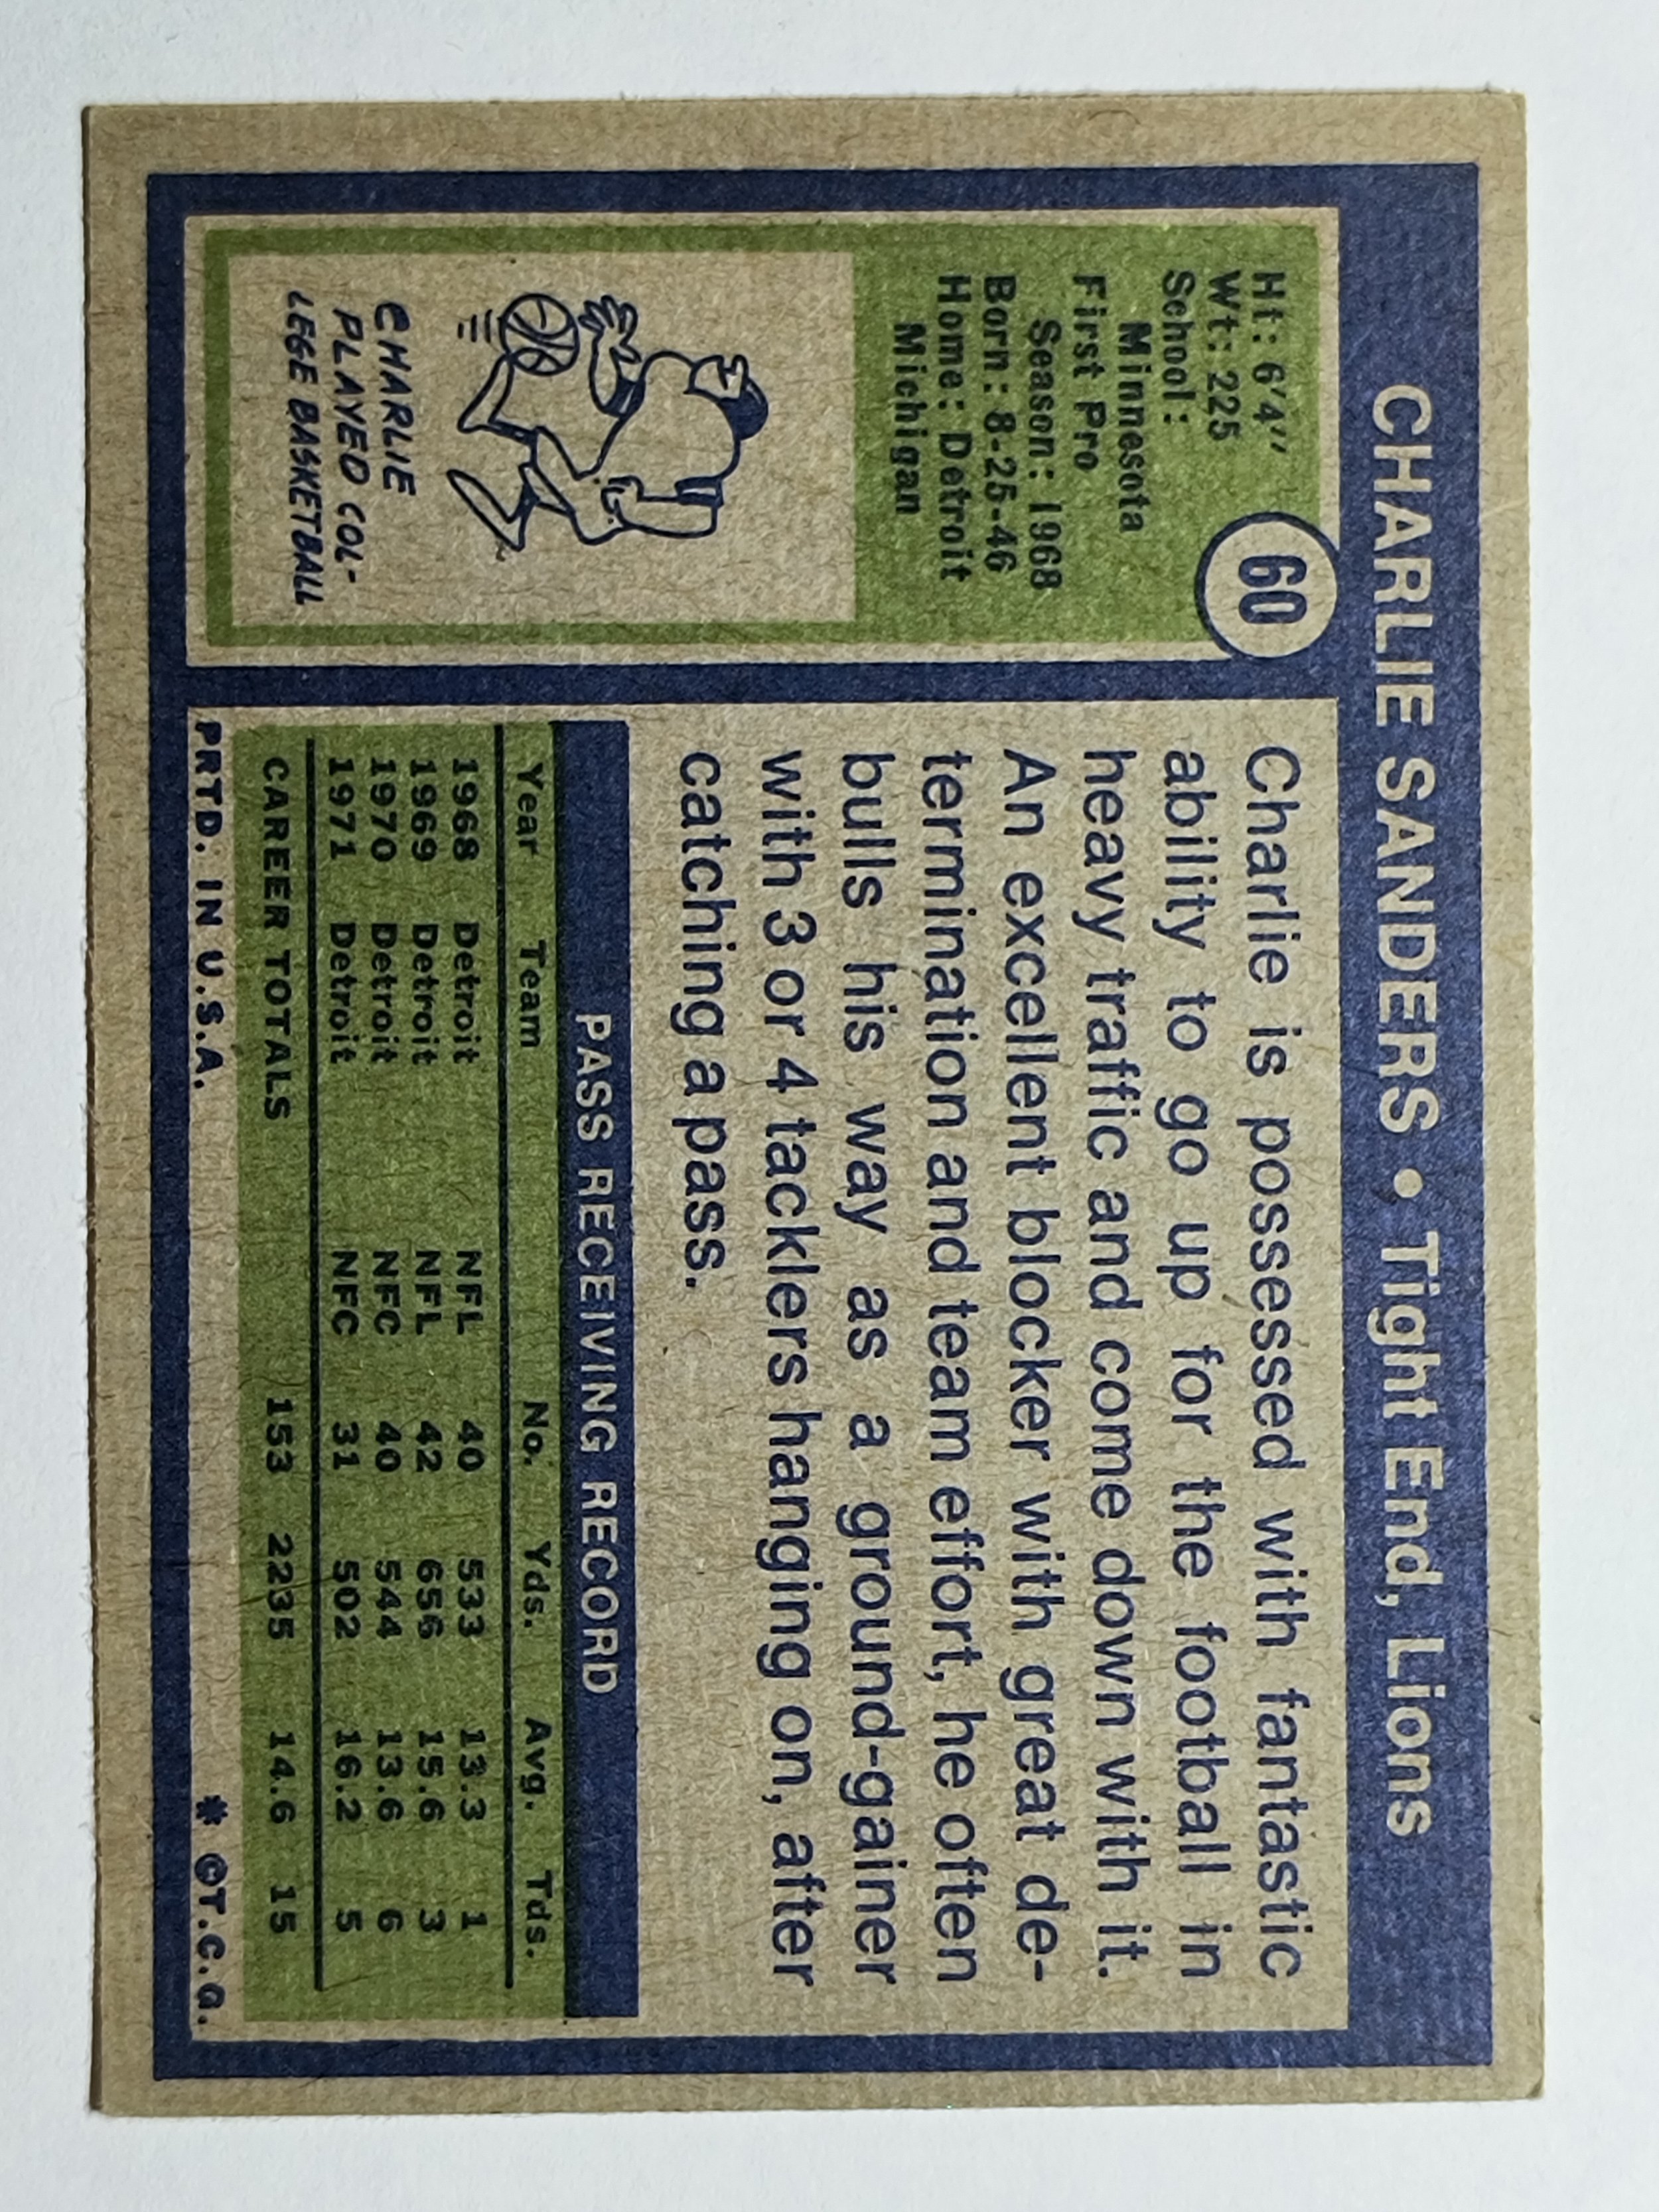 CHARLIE SANDERS • Tight End, Lions
60
Ht: 6'4"
Wt: 225
School:
Minnesota
First Pro
Season: 1968
Born: 8-25-46
Home: Detroit
Michigan
CHARLIE
PLAYED COL-
LEGE BASKETBALL
Charlie is possessed with fantastic
ability to go up for the football in
heavy traffic and come down with it.
An excellent blocker with great de-
termination and team effort, he often
bulls his way as a ground-gainer
with 3 or 4 tacklers hanging on, after
catching a pass.
PASS RECEIVING RECORD
Year Team No. Yds. Avg. Tds.
1968 Detroit NFL 40 533 13.3 1
1969 Detroit NFL 42 656 15.6 3
1970 Detroit NFC 40 544 13.6 6
1971 Detroit NFC 31 502 16.2 5
CAREER TOTALS 153 2235 14.6 15
PRTD. IN U.S.A. * ©T.C.G.